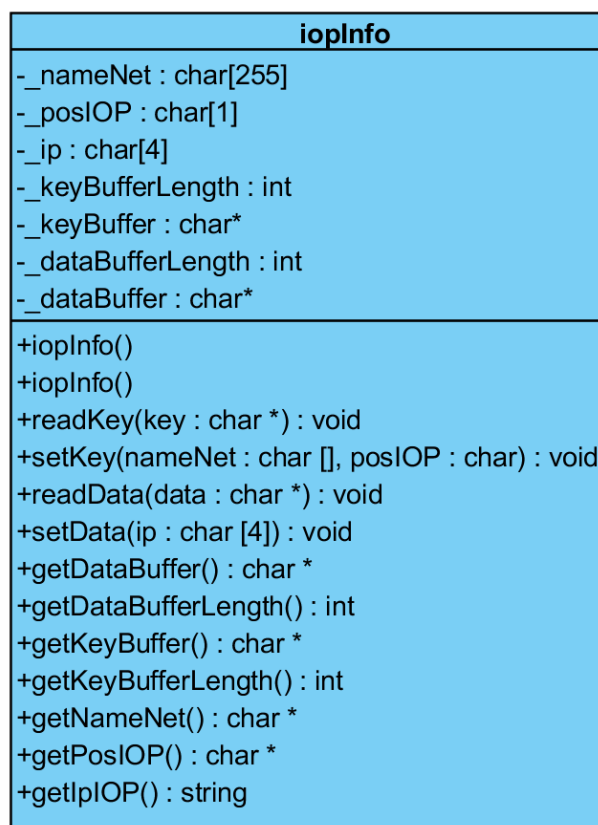 iopInfo
-_nameNet : char[255]
-_posIOP : char[1]
-_ip : char[4]
-_keyBufferLength : int
-_keyBuffer : char*
-_dataBufferLength : int
-_dataBuffer : char*
+iopInfo()
+iopInfo()
+readKey(key : char *) : void
+setKey(nameNet : char [], posIOP : char) : void
+readData(data : char *) : void
+setData(ip : char [4]) : void
+getDataBuffer() : char *
+getDataBufferLength() : int
+getKeyBuffer() : char *
+getKeyBufferLength() : int
+getNameNet() : char *
+getPosIOP() : char *
+getIpIOP() : string